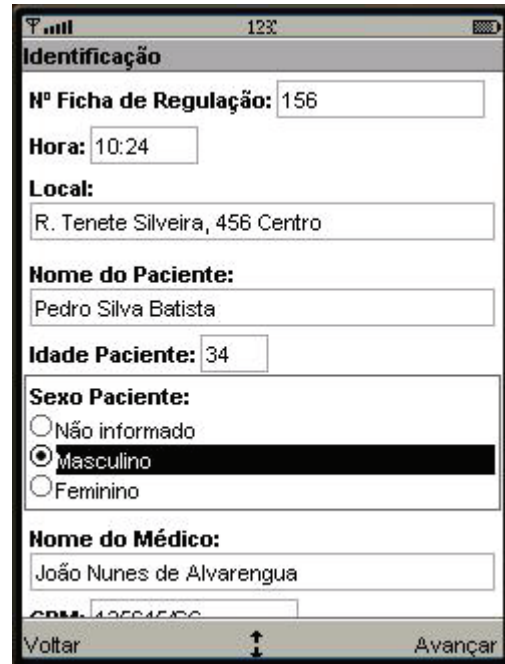 123
Identificação
Nº Ficha de Regulação: 156
Hora: 10:24
Local:
R. Tenete Silveira, 456 Centro
Nome do Paciente:
Pedro Silva Batista
Idade Paciente: 34
Sexo Paciente:
Não informado
Masculino
Feminino
Nome do Médico:
João Nunes de Alvarengua
CRM:
Voltar
Avançar